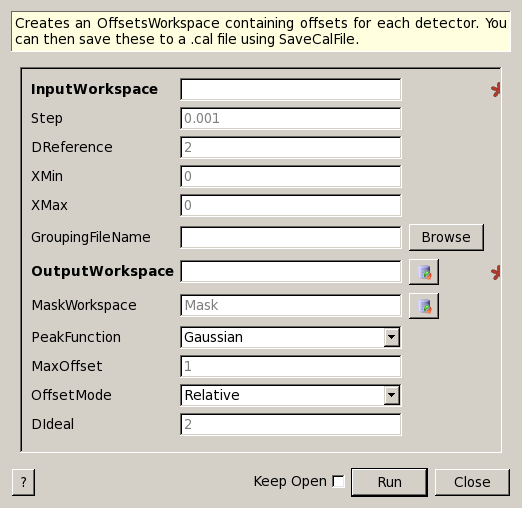 Creates an OffsetsWorkspace containing offsets for each detector. You
can then save these to a .cal file using SaveCalFile.
InputWorkspace
Step 0.001
DReference 2
XMin 0
XMax 0
GroupingFileName Browse
OutputWorkspace
MaskWorkspace Mask
PeakFunction Gaussian
MaxOffset 1
OffsetMode Relative
DIdeal 2
? Keep Open Run Close